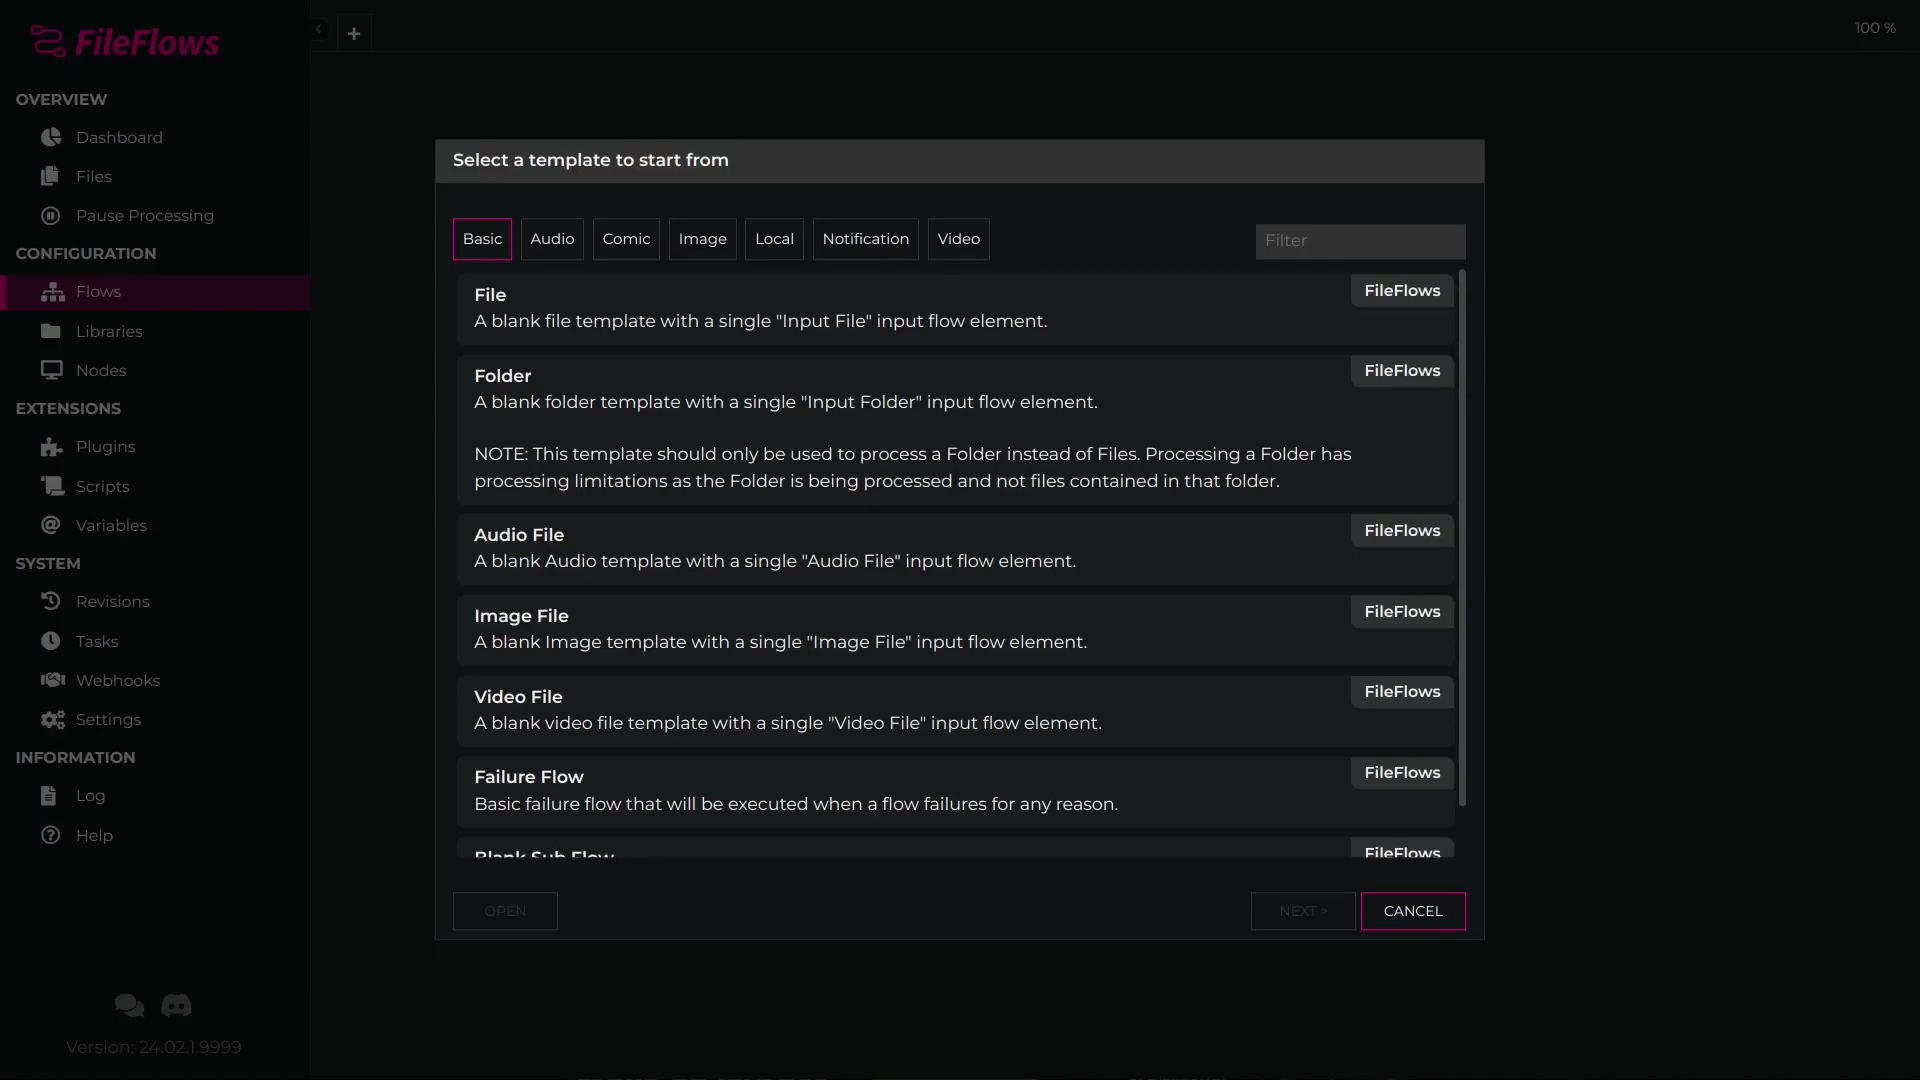 FileFlows
+
100 %
OVERVIEW
Dashboard
Files
Pause Processing
CONFIGURATION
Flows
Libraries
Nodes
EXTENSIONS
Plugins
Scripts
Variables
SYSTEM
Revisions
Tasks
Webhooks
Settings
INFORMATION
Log
Help
Version: 24.02.1.9999
Select a template to start from
Basic
Audio
Comic
Image
Local
Notification
Video
Filter
File
FileFlows
A blank file template with a single "Input File" input flow element.
Folder
FileFlows
A blank folder template with a single "Input Folder" input flow element.
NOTE: This template should only be used to process a Folder instead of Files. Processing a Folder has
processing limitations as the Folder is being processed and not files contained in that folder.
Audio File
FileFlows
A blank Audio template with a single "Audio File" input flow element.
Image File
FileFlows
A blank Image template with a single "Image File" input flow element.
Video File
FileFlows
A blank video file template with a single "Video File" input flow element.
Failure Flow
FileFlows
Basic failure flow that will be executed when a flow failures for any reason.
Blank Sub Flow
FileFlows
OPEN
NEXT >
CANCEL